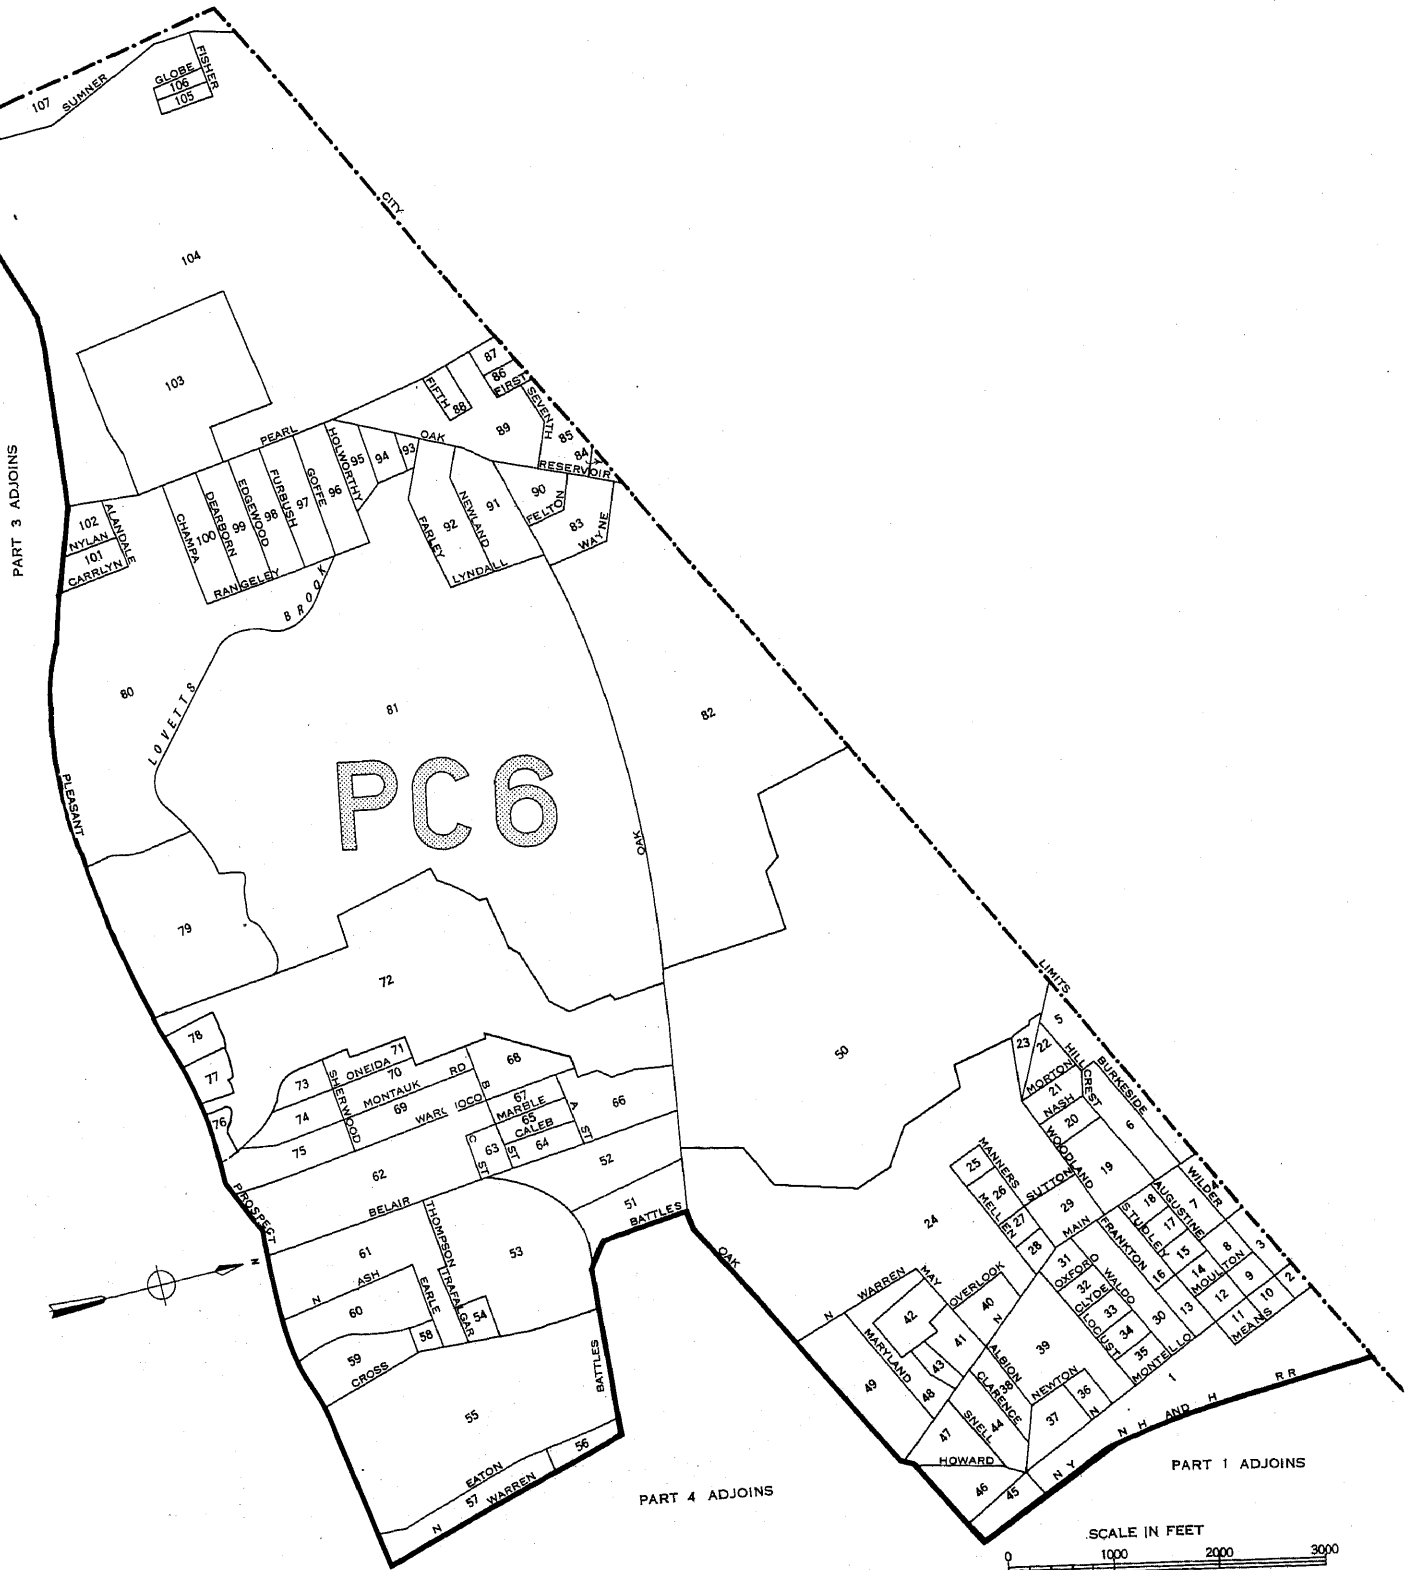 107
SUMNER
GLOBE
FISHER
106
105
CITY
104
103
PART 3 ADJOINS
87
86
FIRST
FIFTH
88
SEVENTH
89
85
84
RESERVOIR
PEARL
OAK
HOLWORTHY
95
94
93
96
GOFFE
97
FURBUSH
98
EDGEWOOD
99
DEARBORN
100
CHAMPA
RANGELEY
102
NYLAN
101
CARRLYN
ALANDALE
FARLEY
92
NEWLAND
91
LYNDALL
90
FELTON
83
WAYNE
LOVETTS BROOK
80
81
82
PC6
PLEASANT
OAK
79
72
78
77
76
73
74
75
SHERWOOD
ONEIDA
71
70
MONTAUK RD
69
68
B ST
67
MARBLE
65
CALEB
64
63
C ST
A ST
66
62
52
51
BATTLES
PROSPECT
BELAIR
61
THOMPSON
53
N ASH
60
EARLE
TRAFALGAR
54
58
59
CROSS
55
BATTLES
EATON
56
57
N WARREN
N
50
LIMITS
5
23
22
HILL CREST
BURKESIDE
MORTON
21
NASH
20
6
WOODLAND
19
SUTTON
MANNERS
25
26
MELLEN
27
28
29
MAIN
24
OAK
WILDER
AUGUSTINE
18
7
STUDLEY
17
15
FRANKTON
16
14
MOULTON
8
3
9
2
10
12
11
MEANS
13
30
MONTELLO
31
OXFORD
32
CLYDE
WALDO
33
LOCUST
34
35
N WARREN
MAY
OVERLOOK
40
42
MARYLAND
41
43
N
ALBION
39
38
CLARENCE
NEWTON
36
37
N
48
49
SNELL
44
47
HOWARD
46
45
1
N Y N H AND H R R
PART 1 ADJOINS
PART 4 ADJOINS
SCALE IN FEET
0 1000 2000 3000